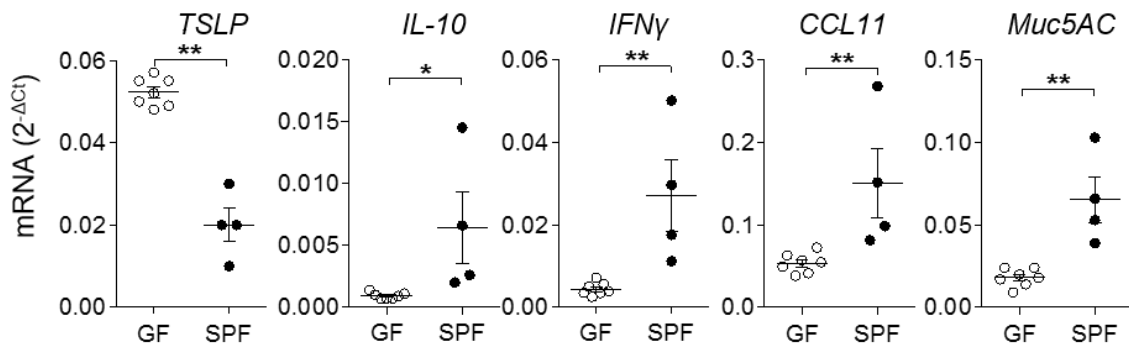 TSLP IL-10 IFNγ CCL11 Muc5AC
** * ** ** **
mRNA (2-ΔCt)
0.06 0.020 0.06 0.3 0.15
0.015
0.04 0.04 0.2 0.10
0.010
0.02 0.02 0.1 0.05
0.005
0.00 0.000 0.00 0.0 0.00
GF SPF GF SPF GF SPF GF SPF GF SPF